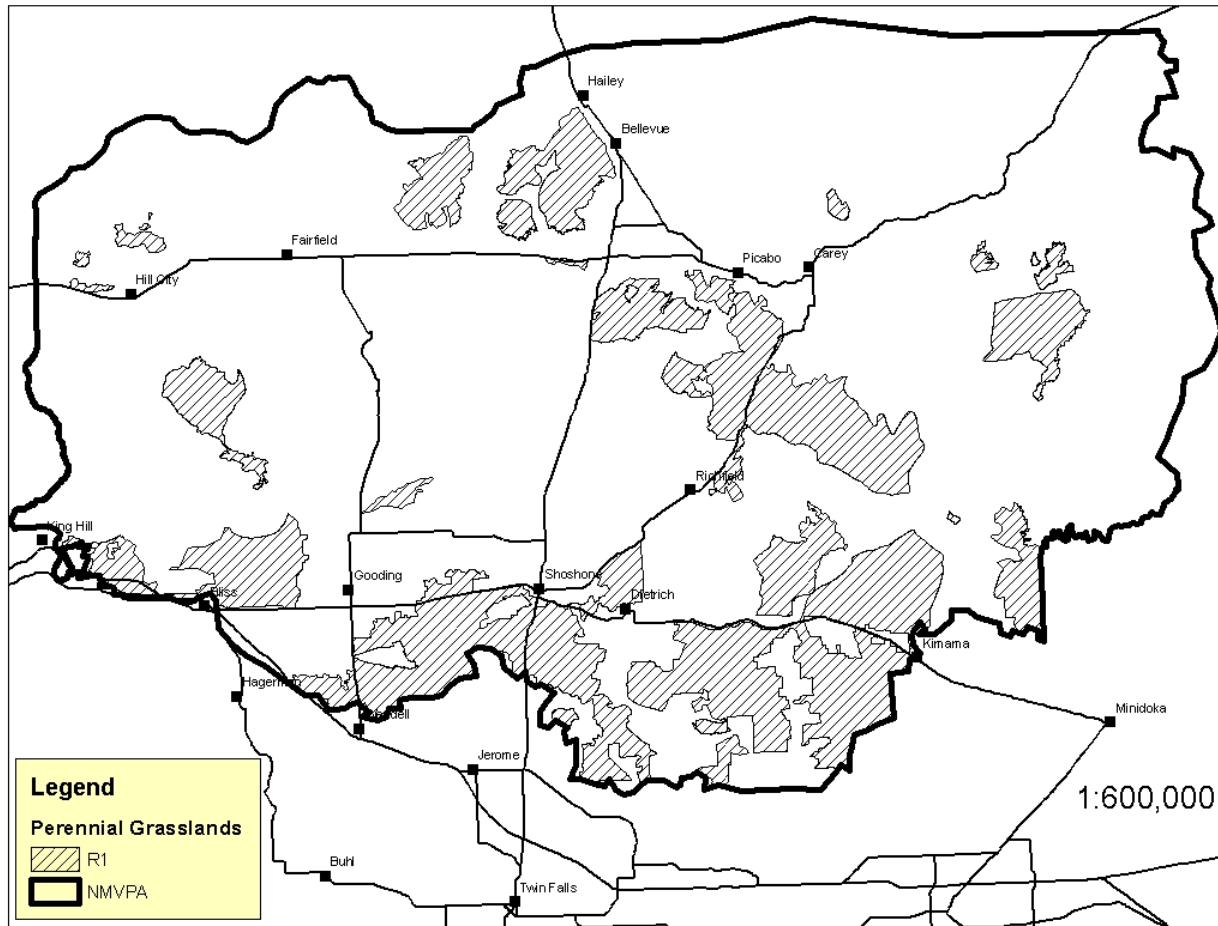 Hailey
Bellevue
Fairfield
Picabo
Carey
Hill City
Richfield
King Hill
Gooding
Shoshone
Dietrich
Bliss
Kimama
Hagerman
Minidoka
Wendell
Jerome
1:600,000
Buhl
Twin Falls
Legend
Perennial Grasslands
R1
NMVPA